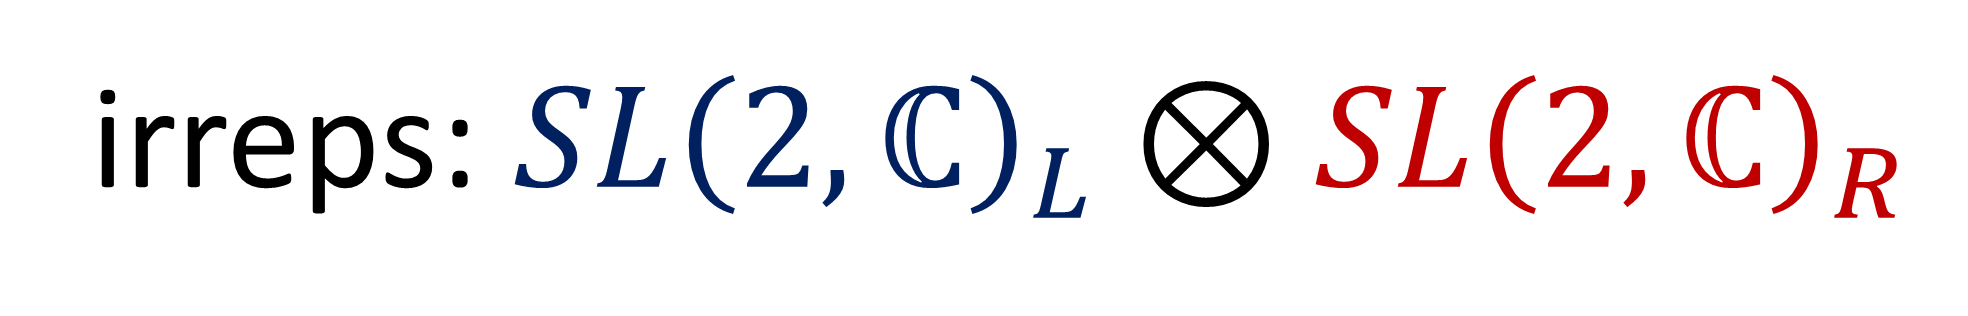 irreps: SL(2,ℂ)_L ⊗ SL(2,ℂ)_R